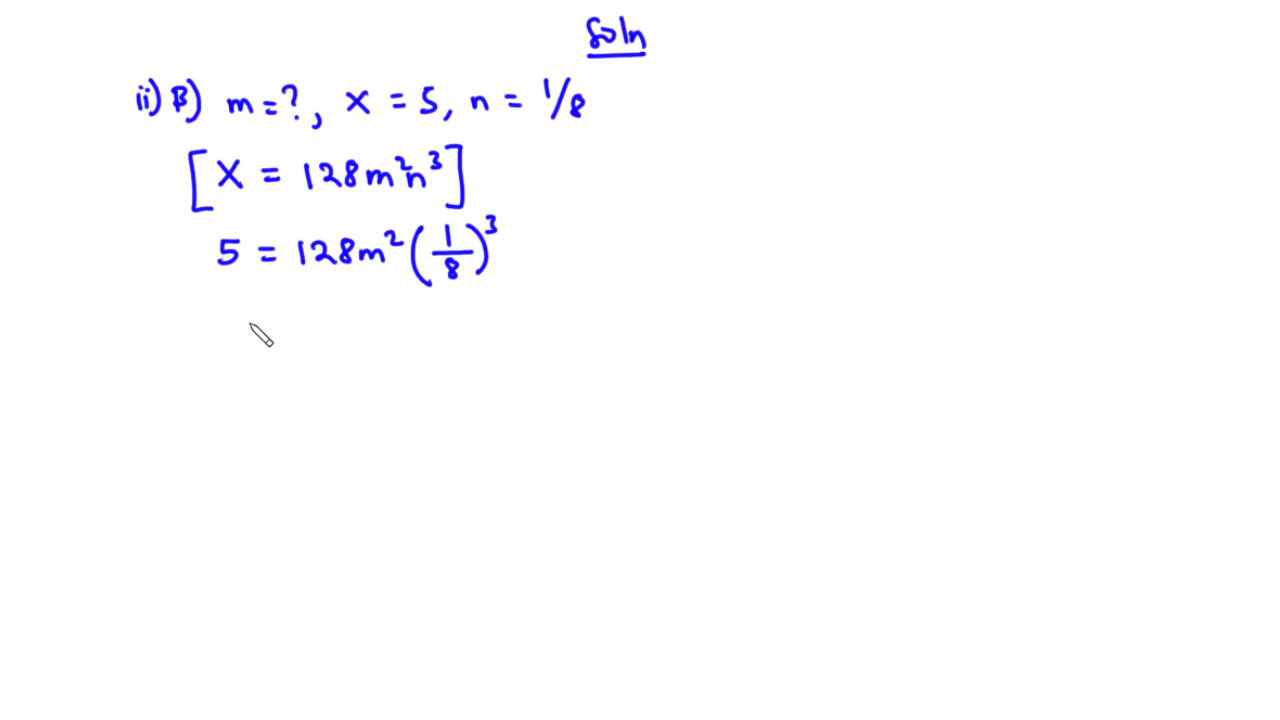 Soln
ii) B) m = ?, x = 5, n = 1/8
[X = 128m²n³]
5 = 128m²(1/8)³